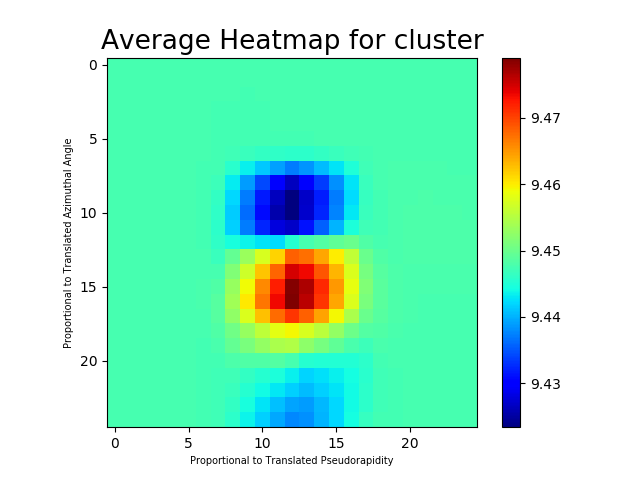 Average Heatmap for cluster
0
5
10
15
20
0 5 10 15 20
Proportional to Translated Azimuthal Angle
Proportional to Translated Pseudorapidity
9.47
9.46
9.45
9.44
9.43